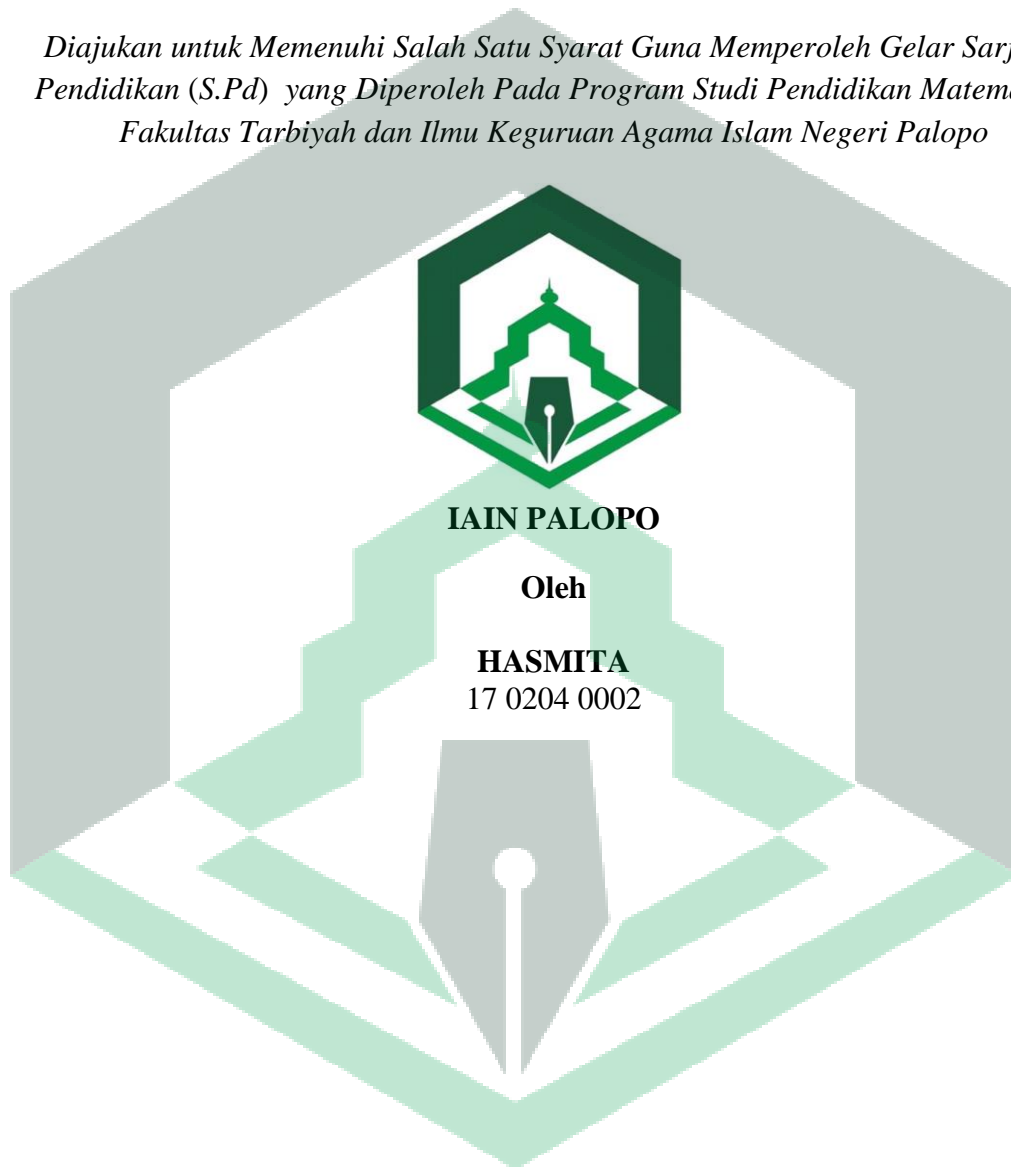 Diajukan untuk Memenuhi Salah Satu Syarat Guna Memperoleh Gelar Sarj
Pendidikan (S.Pd) yang Diperoleh Pada Program Studi Pendidikan Matema
Fakultas Tarbiyah dan Ilmu Keguruan Agama Islam Negeri Palopo
IAIN PALOPO
Oleh
HASMITA
17 0204 0002